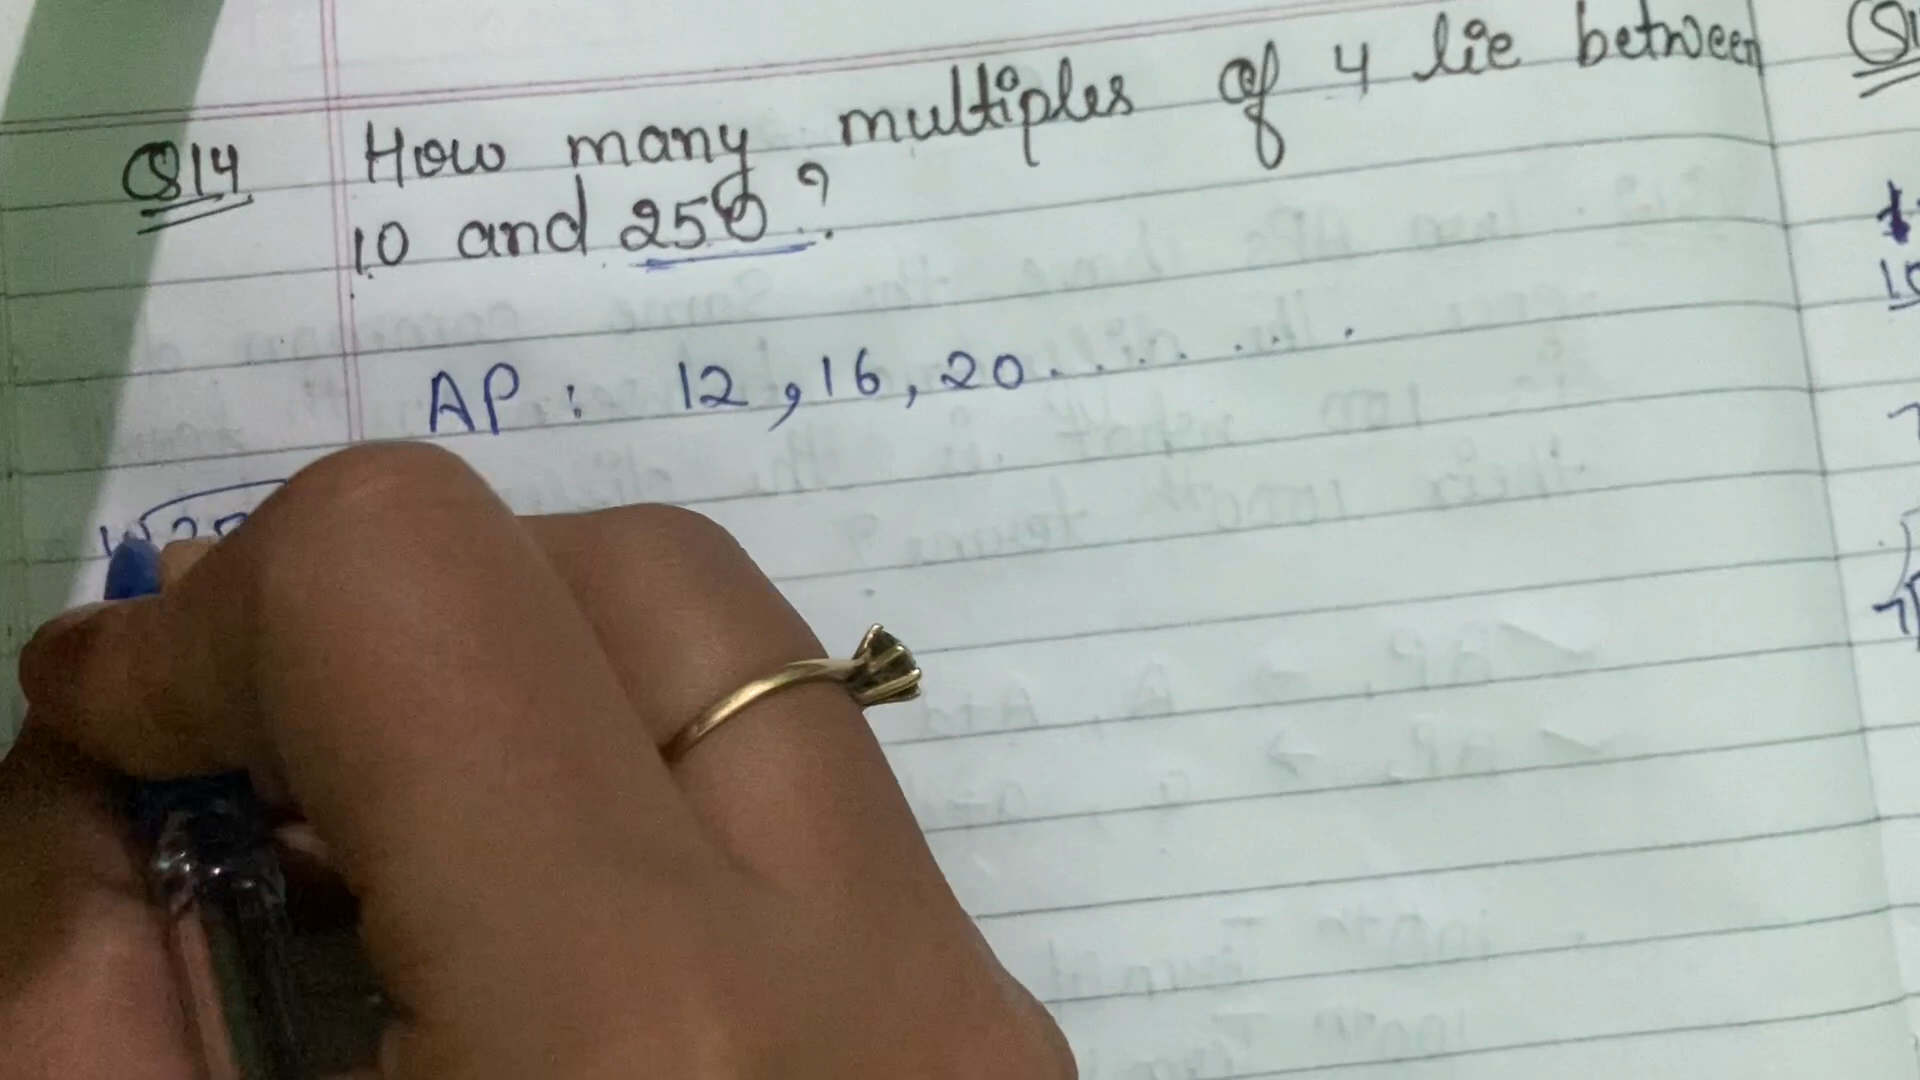 Q14 How many multiples of 4 lie between
10 and 250 ?
AP : 12 , 16 , 20 . . . . . . . .